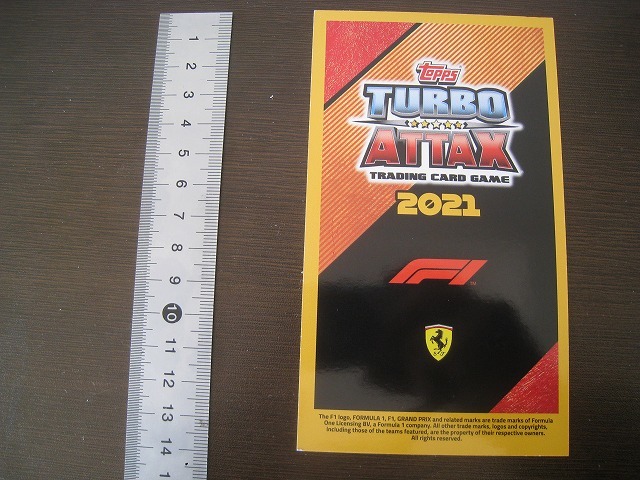 1
2
3
4
5
6
7
8
9
10
11
12
13
14
topps
TURBO
ATTAX
TRADING CARD GAME
2021
F1
TM
The F1 logo, FORMULA 1, F1, GRAND PRIX and related marks are trade marks of Formula
One Licensing BV, a Formula 1 company. All other trade marks, logos and copyrights,
including those of the teams featured, are the property of their respective owners.
All rights reserved.